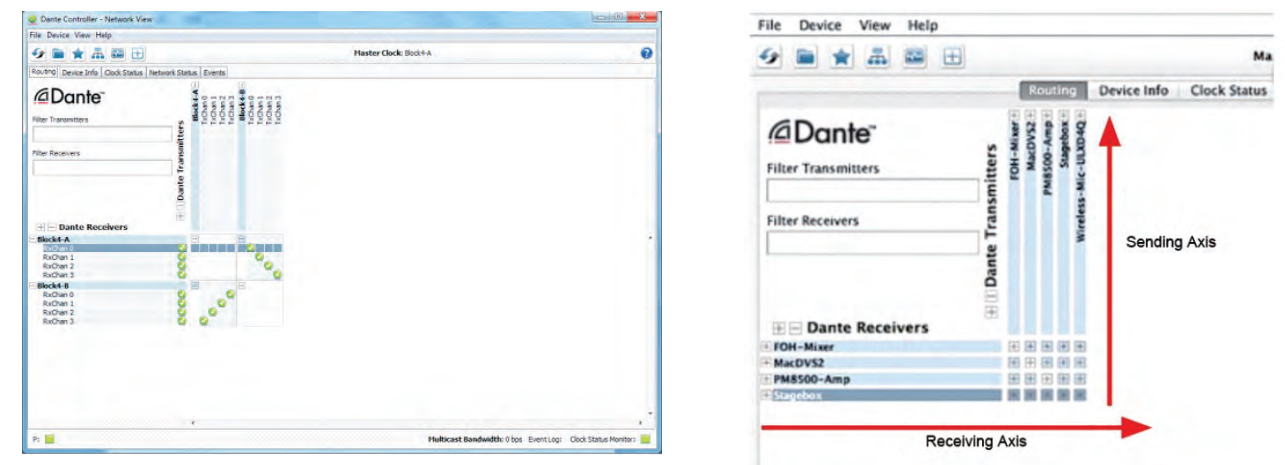 Dante Controller - Network View
File Device View Help
Master Clock: Block4-A
?
Routing Device Info Clock Status Network Status Events
Dante™
Filter Transmitters
Filter Receivers
Dante Transmitters
Block4-A
TxChan 0
TxChan 1
TxChan 2
TxChan 3
Block4-B
TxChan 0
TxChan 1
TxChan 2
TxChan 3
Dante Receivers
Block4-A
RxChan 0
RxChan 1
RxChan 2
RxChan 3
Block4-B
RxChan 0
RxChan 1
RxChan 2
RxChan 3
P:
Multicast Bandwidth: 0 bps Event Log: Clock Status Monitor:
File Device View Help
Ma
Routing Device Info Clock Status
Dante™
Filter Transmitters
Filter Receivers
Dante Transmitters
FOH-Mixer
MacDVS2
PM8500-Amp
Stagebox
Wireless-Mic-ULXD4Q
Sending Axis
Dante Receivers
FOH-Mixer
MacDVS2
PM8500-Amp
Stagebox
Receiving Axis